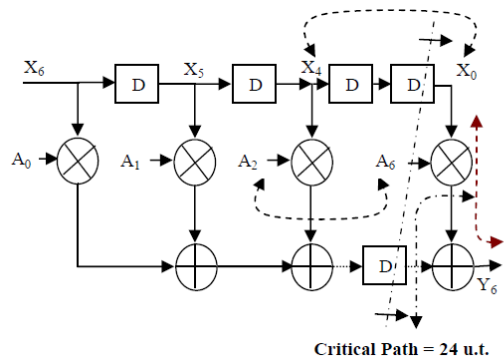 X6 X5 X4 X0
D D D D
A0 A1 A2 A6
D
Y6
Critical Path = 24 u.t.